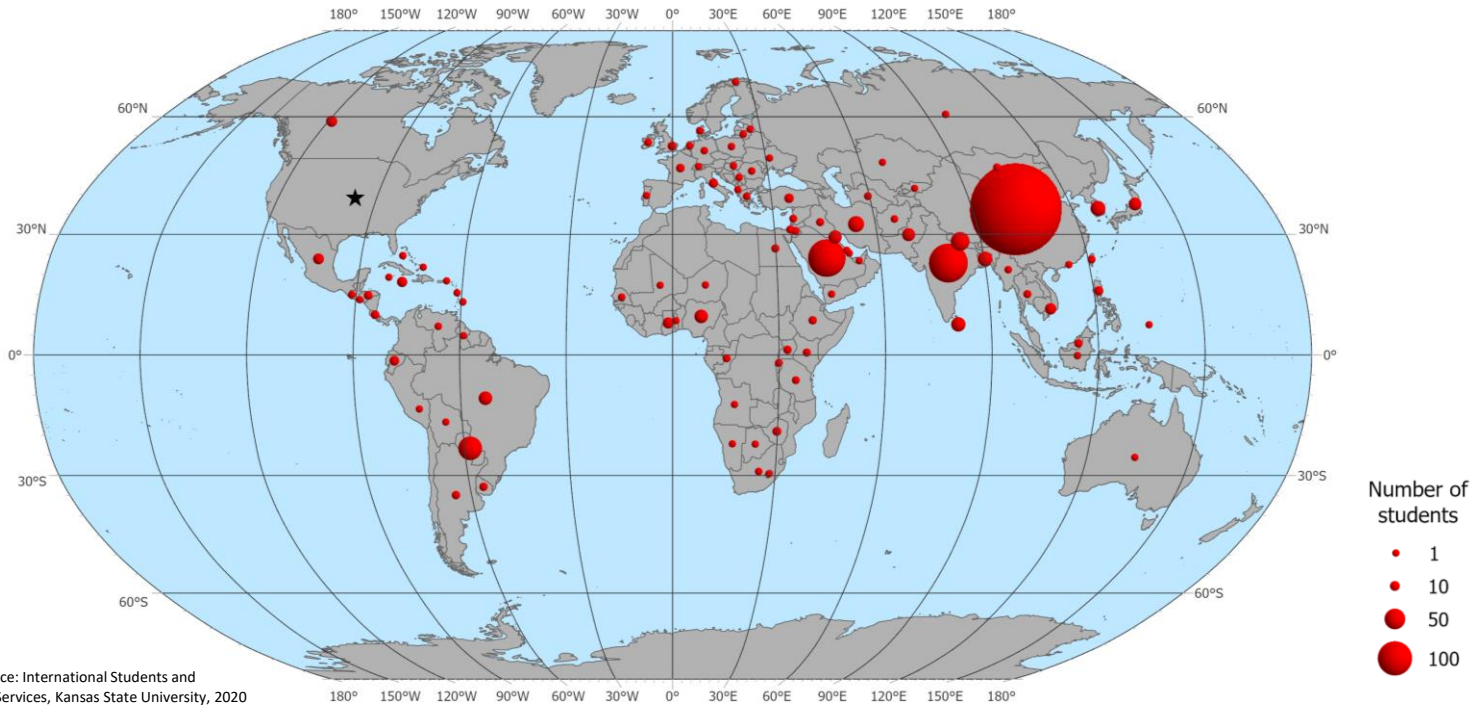 180° 150°W 120°W 90°W 60°W 30°W 0° 30°E 60°E 90°E 120°E 150°E 180°
60°N 60°N
30°N 30°N
0° 0°
30°S 30°S
60°S 60°S
Number of
students
1
10
50
100
ce: International Students and
Services, Kansas State University, 2020
180° 150°W 120°W 90°W 60°W 30°W 0° 30°E 60°E 90°E 120°E 150°E 180°